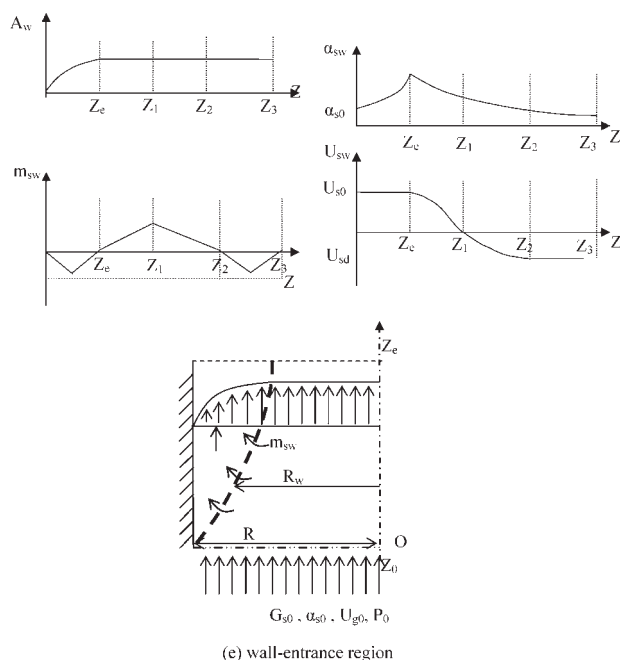 A_w
Z
Z_e Z_1 Z_2 Z_3
α_sw
α_s0
Z_e Z_1 Z_2 Z_3 Z
m_sw
Z_e Z_1 Z_2 Z_3
Z
U_sw
U_s0
U_sd
Z_e Z_1 Z_2 Z_3 Z
Z_e
m_sw
R_w
R
O
Z_0
G_s0 , α_s0 , U_g0, P_0
(e) wall-entrance region